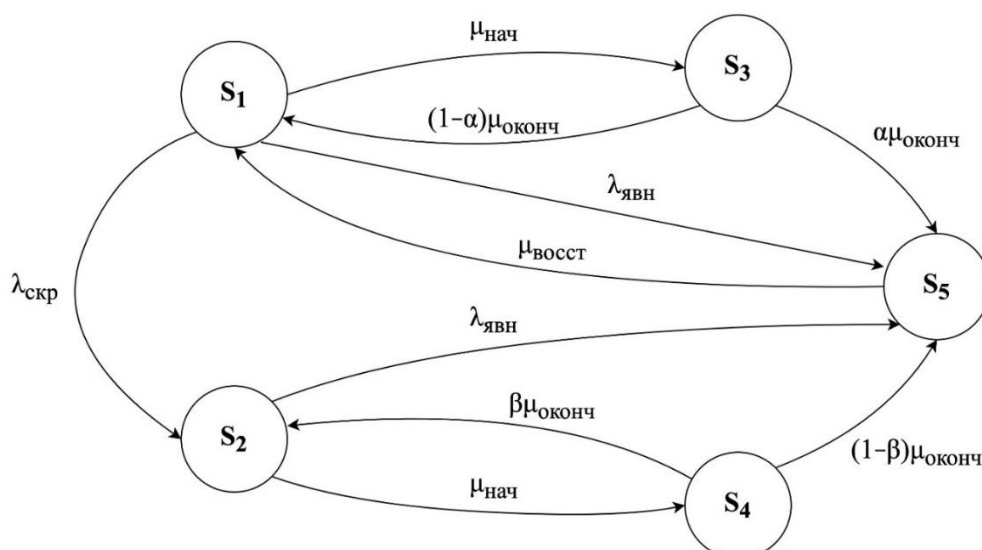 μнач
S3
S1
(1-α)μоконч
αμоконч
λявн
μвосст
S5
λскр
λявн
βμоконч
S2
(1-β)μоконч
μнач
S4